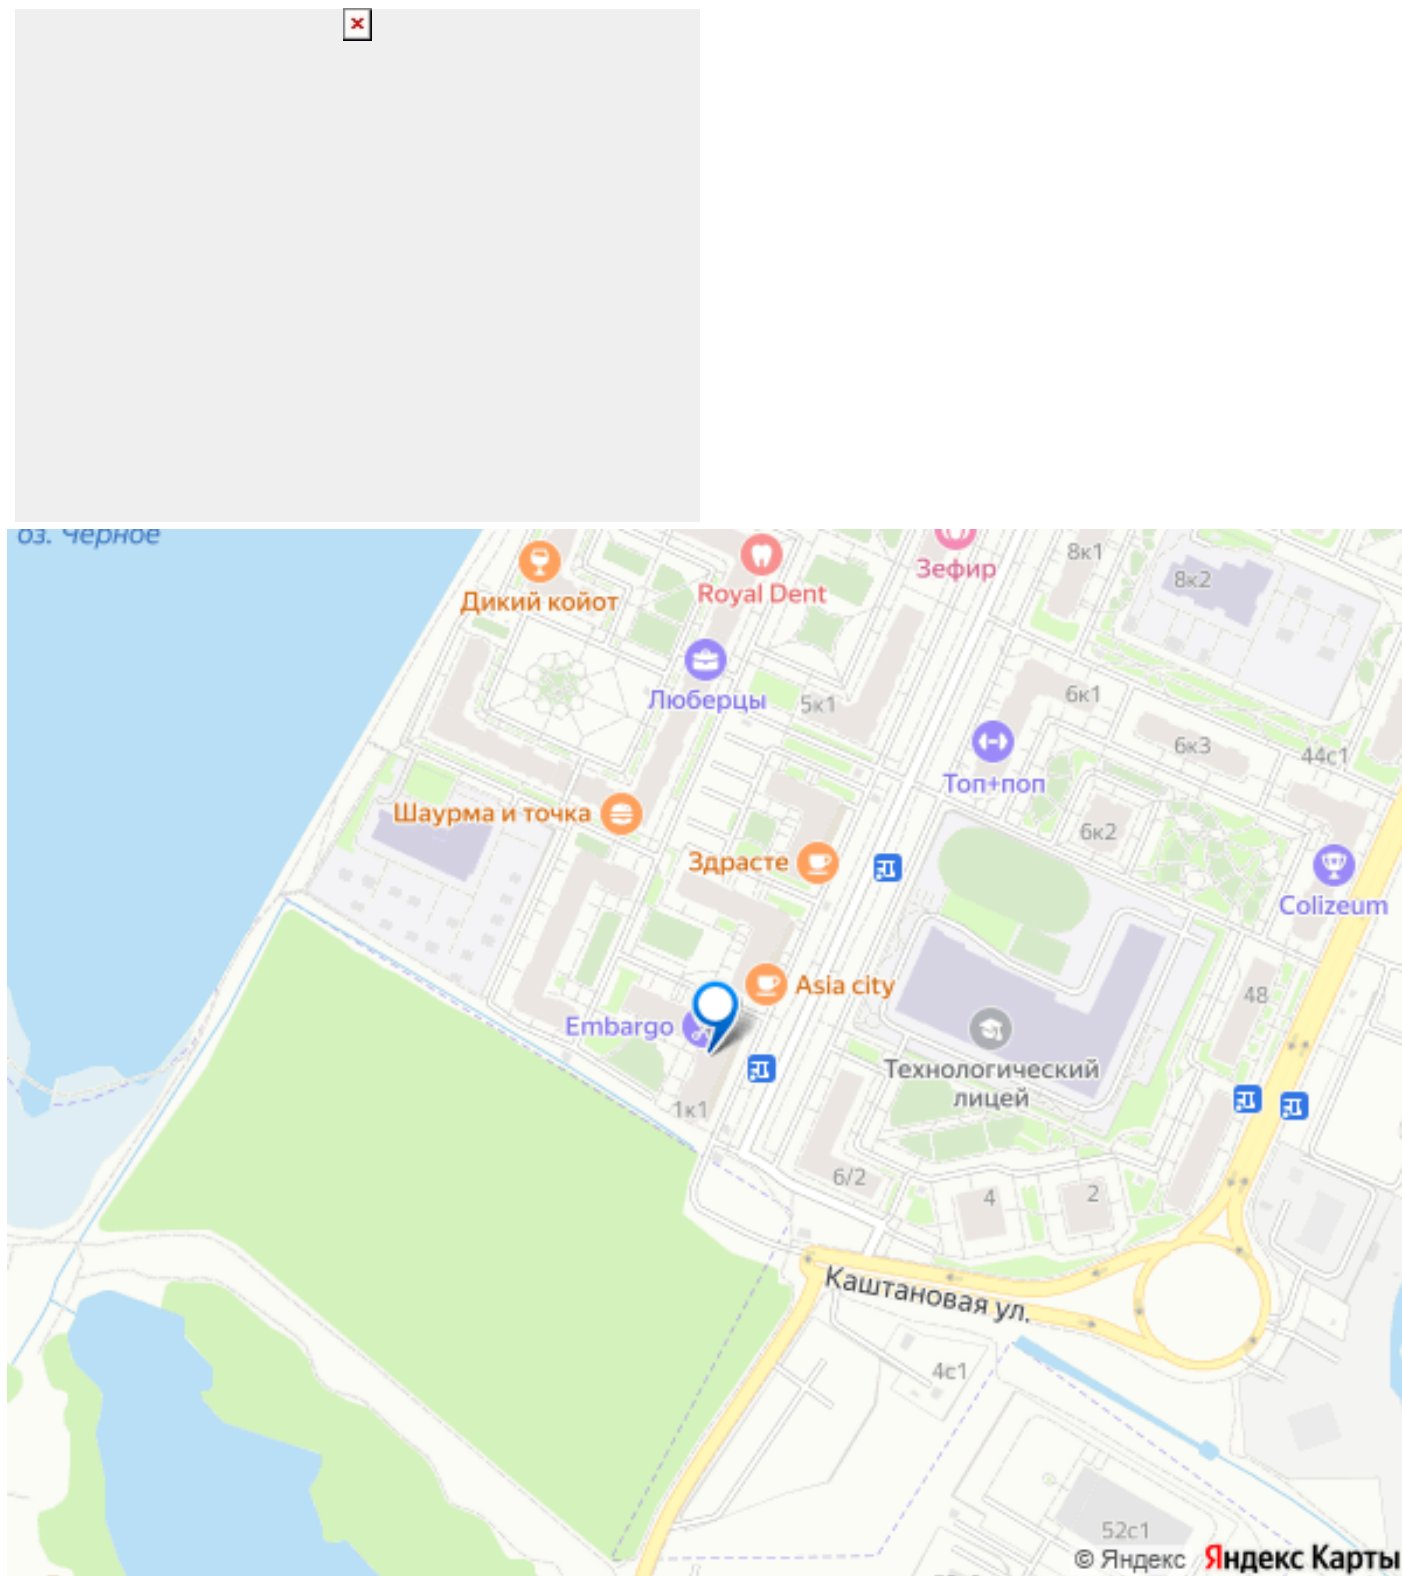 оз. Черное
Дикий койот
Royal Dent
Зефир
8к1
8к2
Люберцы
5к1
6к1
6к3
44с1
Топ+поп
Шаурма и точка
6к2
Здрасте
Colizeum
Asia city
48
Embargo
Технологический
лицей
1к1
6/2
4
2
Каштановая ул.
4с1
52с1
© Яндекс Яндекс Карты